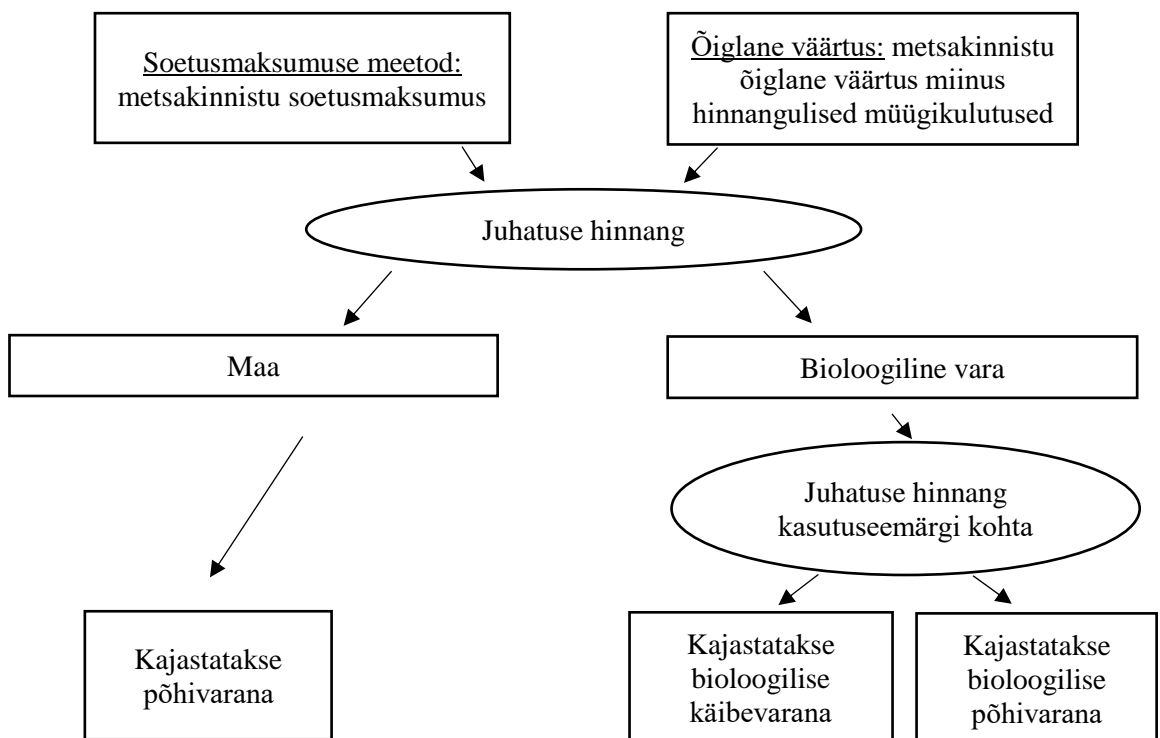 Soetusmaksumuse meetod:
metsakinnistu soetusmaksumus
Õiglane väärtus: metsakinnistu
õiglane väärtus miinus
hinnangulised müügikulutused
Juhatuse hinnang
Maa
Bioloogiline vara
Juhatuse hinnang
kasutuseemärgi kohta
Kajastatakse
põhivarana
Kajastatakse
bioloogilise
käibevarana
Kajastatakse
bioloogilise
põhivarana